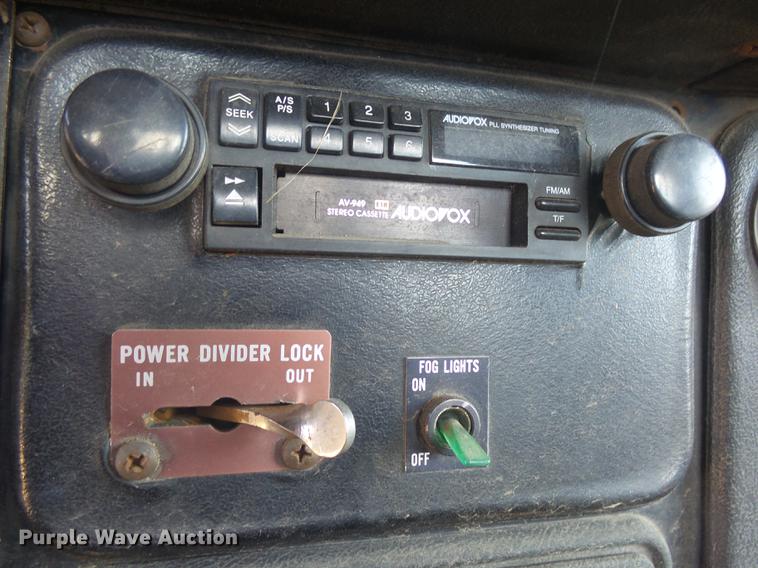 SEEK
A/S
P/S
SCAN
1 2 3
4 5 6
AUDIOVOX PLL SYNTHESIZER TUNING
FM/AM
T/F
AV-949
STEREO CASSETTE AUDIOVOX
POWER DIVIDER LOCK
IN OUT
FOG LIGHTS
ON
OFF
Purple Wave Auction